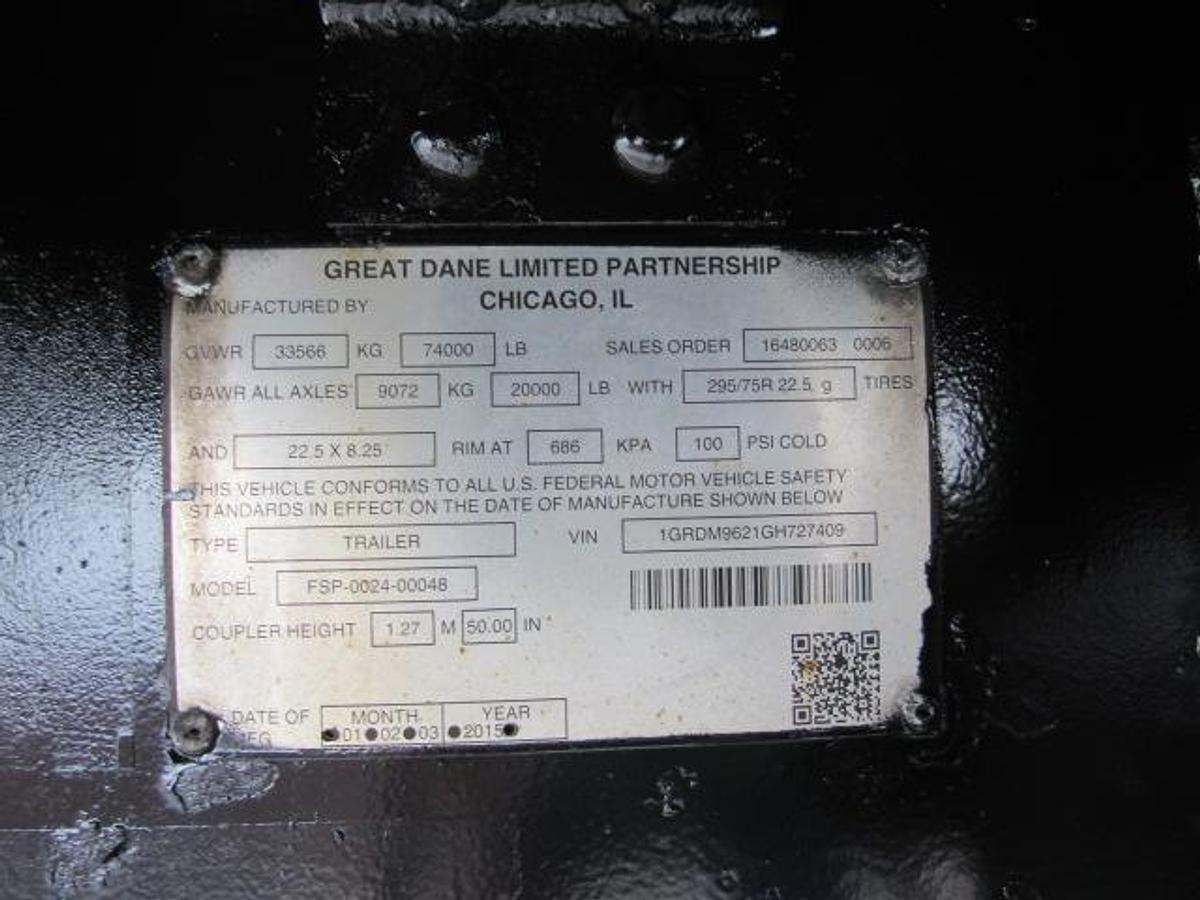 GREAT DANE LIMITED PARTNERSHIP
MANUFACTURED BY CHICAGO, IL
GVWR 33566 KG 74000 LB SALES ORDER 16480063 0006
GAWR ALL AXLES 9072 KG 20000 LB WITH 295/75R 22.5, g TIRES
AND 22.5 X 8.25 RIM AT 686 KPA 100 PSI COLD
THIS VEHICLE CONFORMS TO ALL U.S. FEDERAL MOTOR VEHICLE SAFETY
STANDARDS IN EFFECT ON THE DATE OF MANUFACTURE SHOWN BELOW
TYPE TRAILER VIN 1GRDM9621GH727409
MODEL FSP-0024-00048
COUPLER HEIGHT 1.27 M 50.00 IN
DATE OF MONTH YEAR
01 02 03 2015